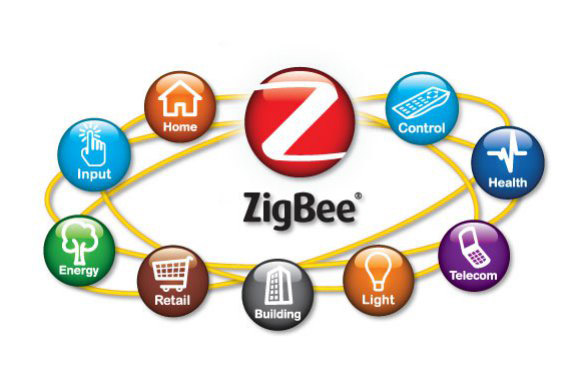 Home
Control
Input
Health
ZigBee®
Energy
Telecom
Retail
Light
Building